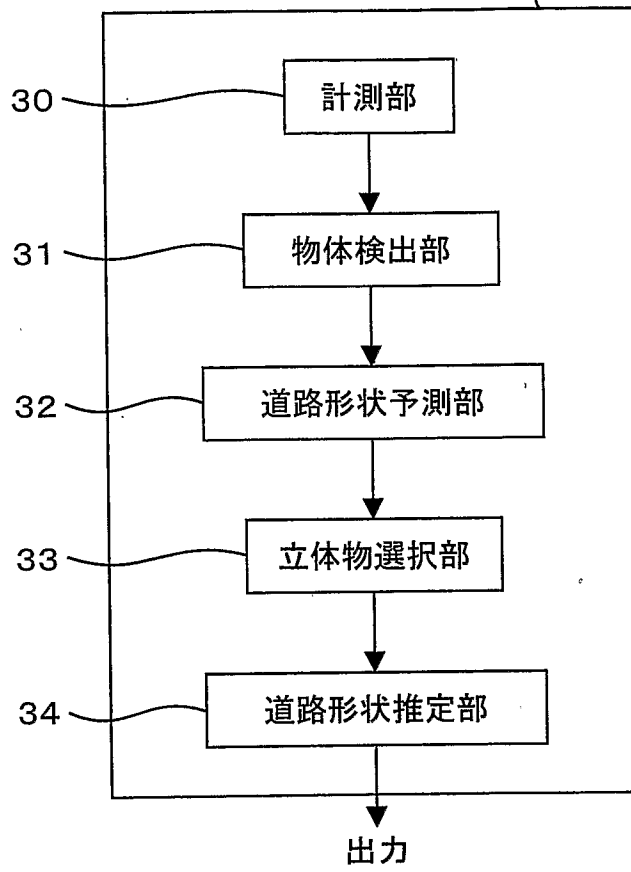 30 計測部
31 物体検出部
32 道路形状予測部
33 立体物選択部
34 道路形状推定部
出力